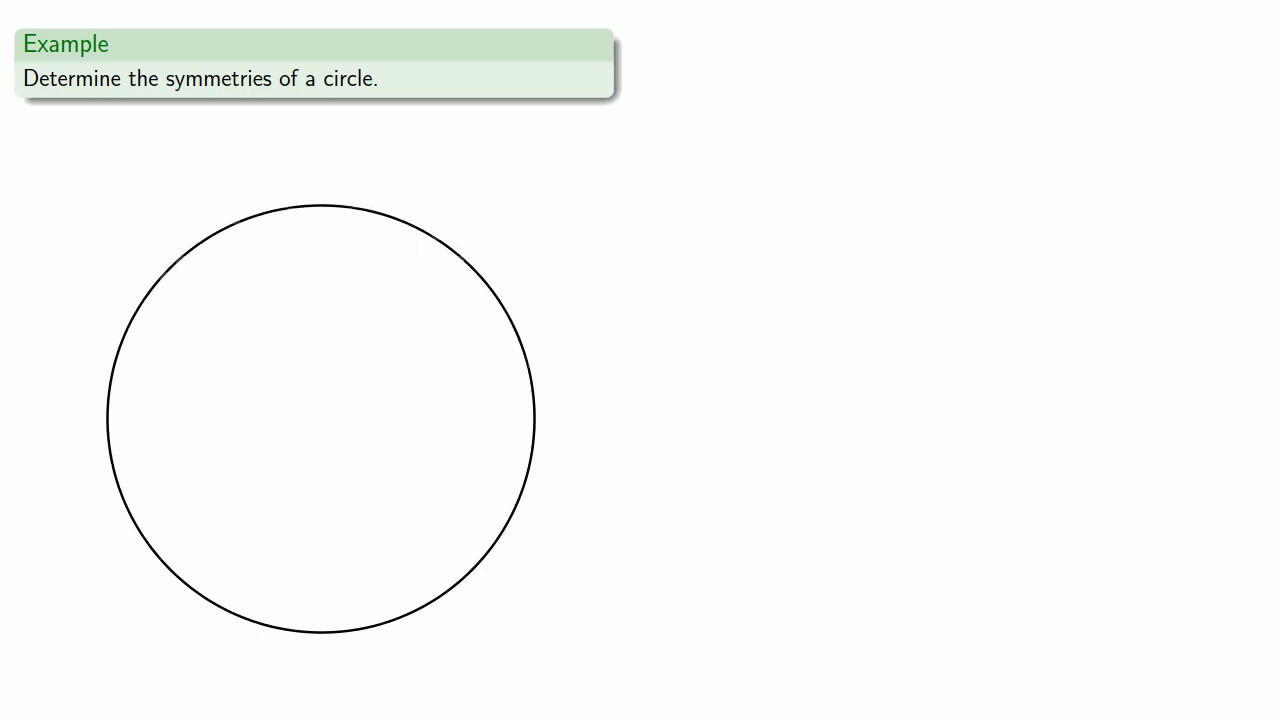 Example
Determine the symmetries of a circle.